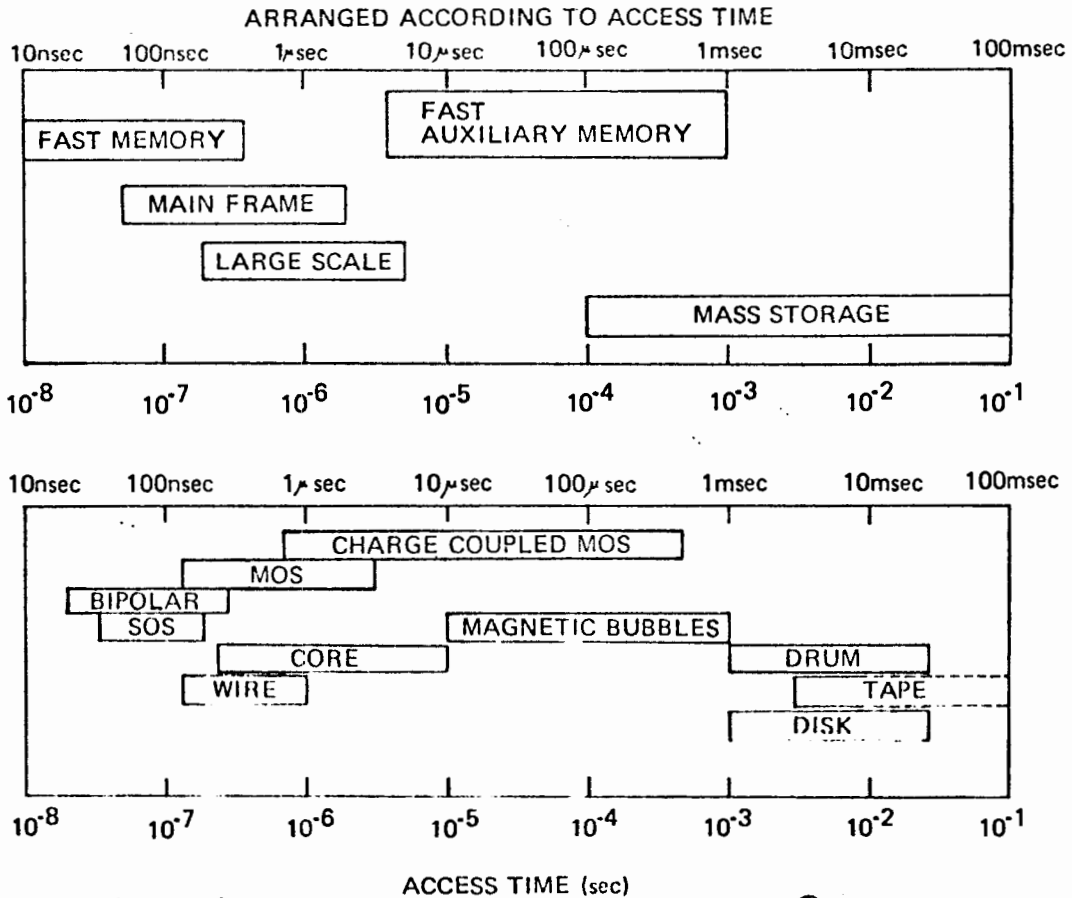 ARRANGED ACCORDING TO ACCESS TIME
10nsec 100nsec 1μsec 10μsec 100μsec 1msec 10msec 100msec
FAST
AUXILIARY MEMORY
FAST MEMORY
MAIN FRAME
LARGE SCALE
MASS STORAGE
10⁻⁸ 10⁻⁷ 10⁻⁶ 10⁻⁵ 10⁻⁴ 10⁻³ 10⁻² 10⁻¹
10nsec 100nsec 1μsec 10μsec 100μsec 1msec 10msec 100msec
CHARGE COUPLED MOS
MOS
BIPOLAR
SOS MAGNETIC BUBBLES
CORE DRUM
WIRE TAPE
DISK
10⁻⁸ 10⁻⁷ 10⁻⁶ 10⁻⁵ 10⁻⁴ 10⁻³ 10⁻² 10⁻¹
ACCESS TIME (sec)